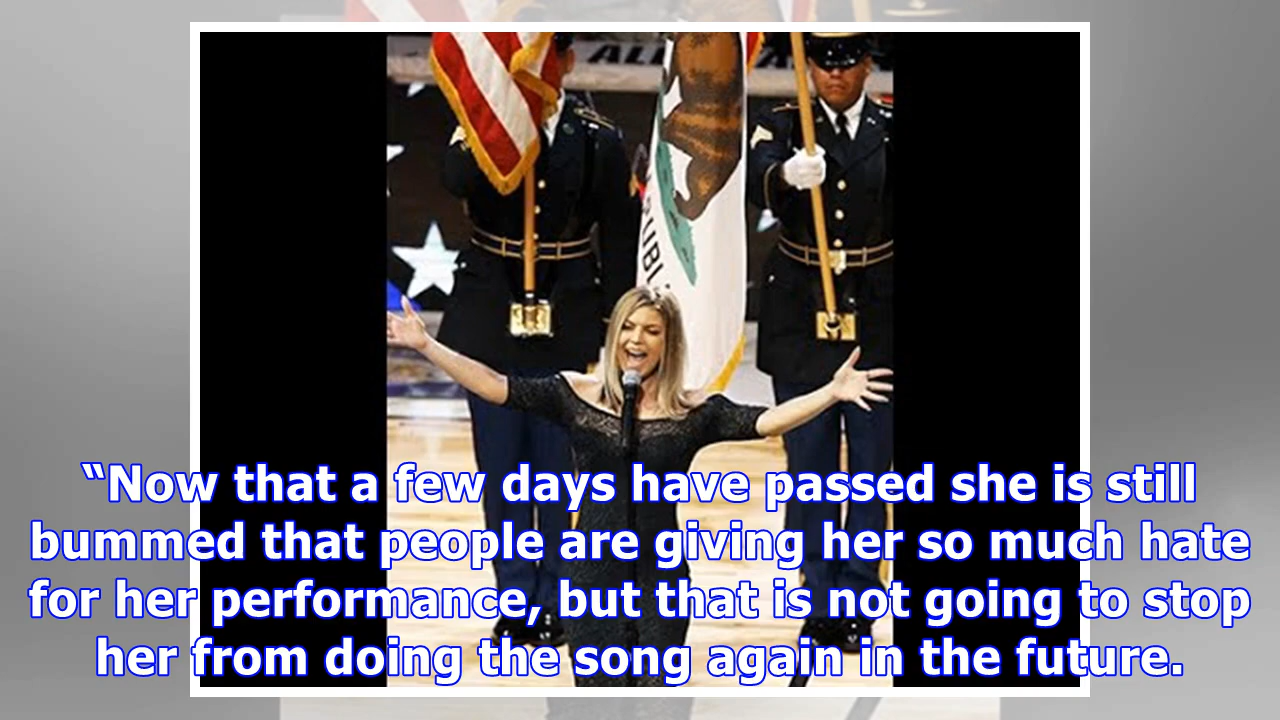 ALL
“Now that a few days have passed she is still
bummed that people are giving her so much hate
for her performance, but that is not going to stop
her from doing the song again in the future.